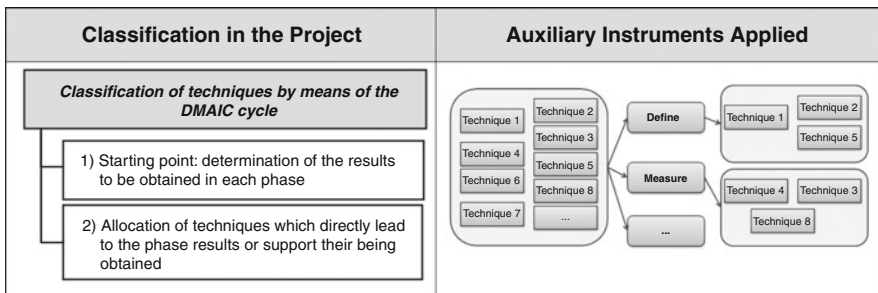 Classification in the Project
Auxiliary Instruments Applied
Classification of techniques by means of the
DMAIC cycle
1) Starting point: determination of the results
to be obtained in each phase
2) Allocation of techniques which directly lead
to the phase results or support their being
obtained
Technique 1
Technique 4
Technique 6
Technique 7
Technique 2
Technique 3
Technique 5
Technique 8
...
Define
Measure
...
Technique 1
Technique 2
Technique 5
Technique 4
Technique 3
Technique 8